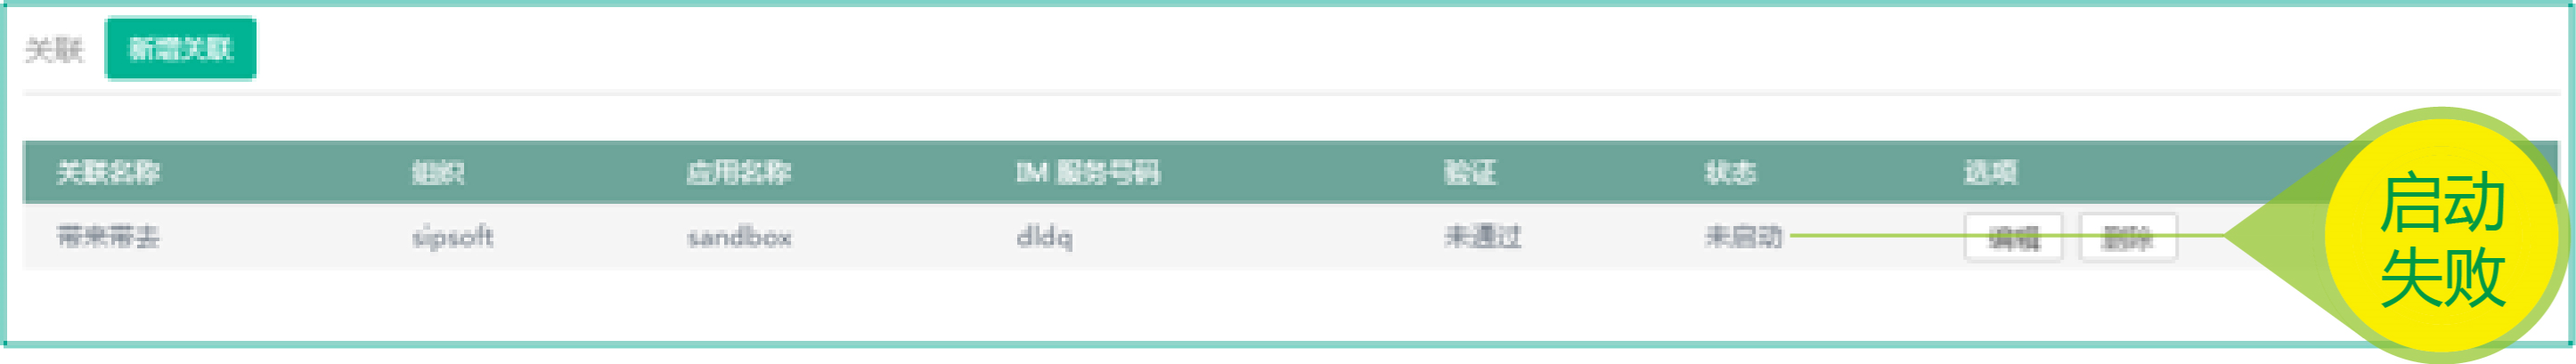 关联 新增关联
关联名称 组织 应用名称 IM 服务号码 验证 状态 选项
带来带去 sipsoft sandbox dldq 未通过 未启动 编辑 删除
启动
失败